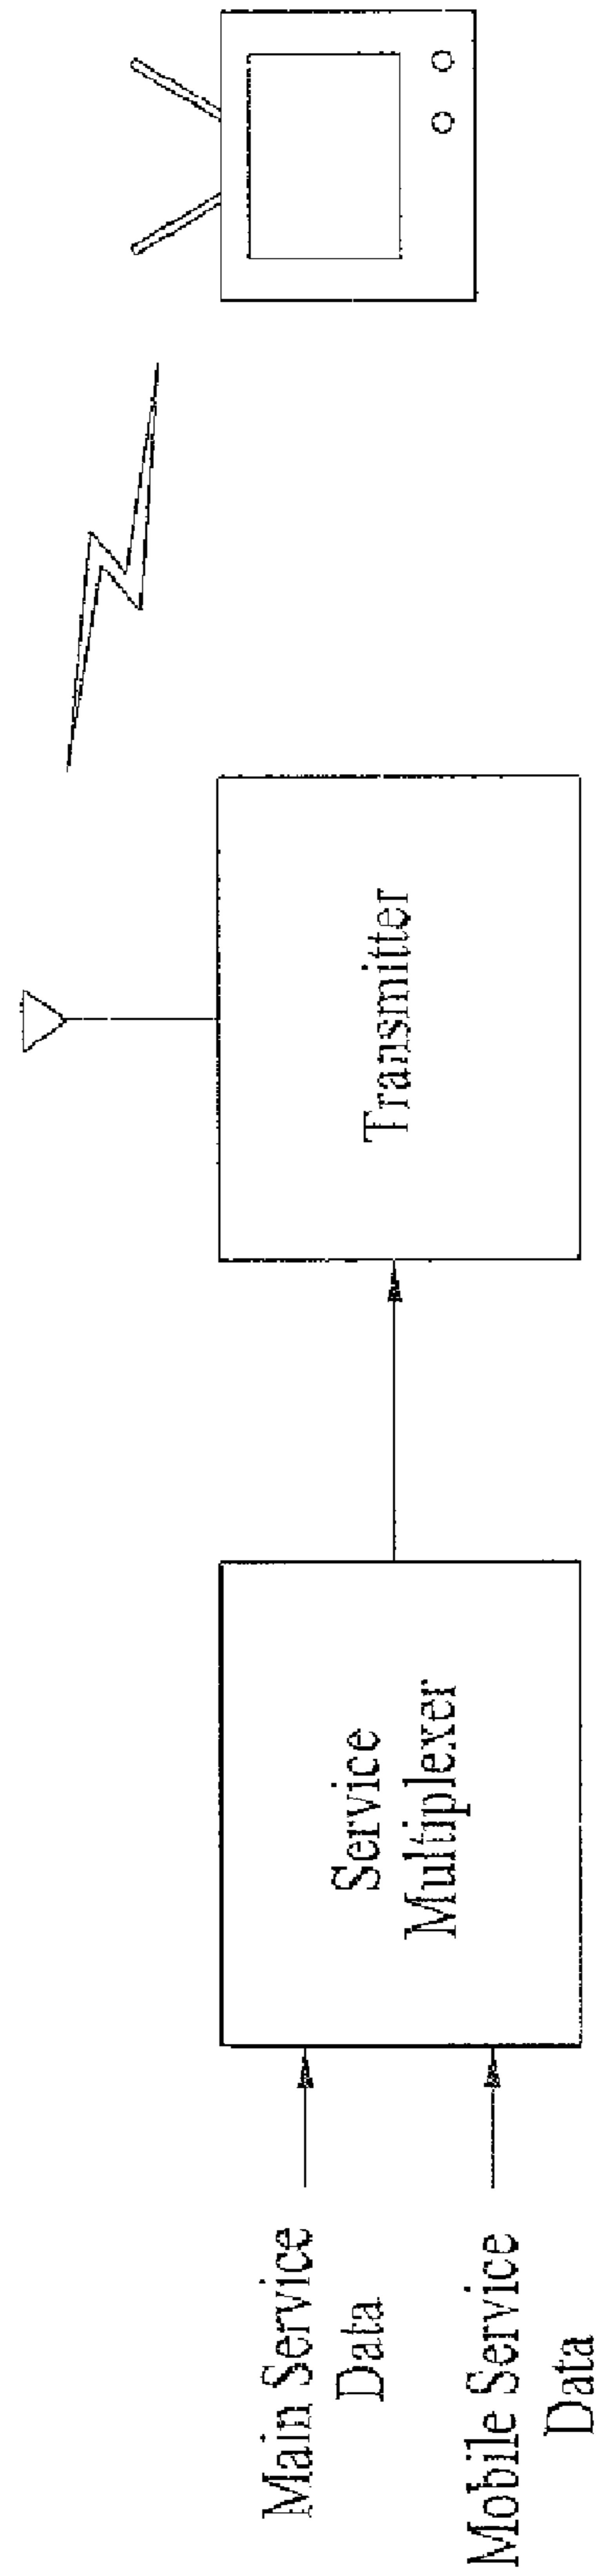 Main Service
Data
Mobile Service
Data
Service
Multiplexer
Transmitter